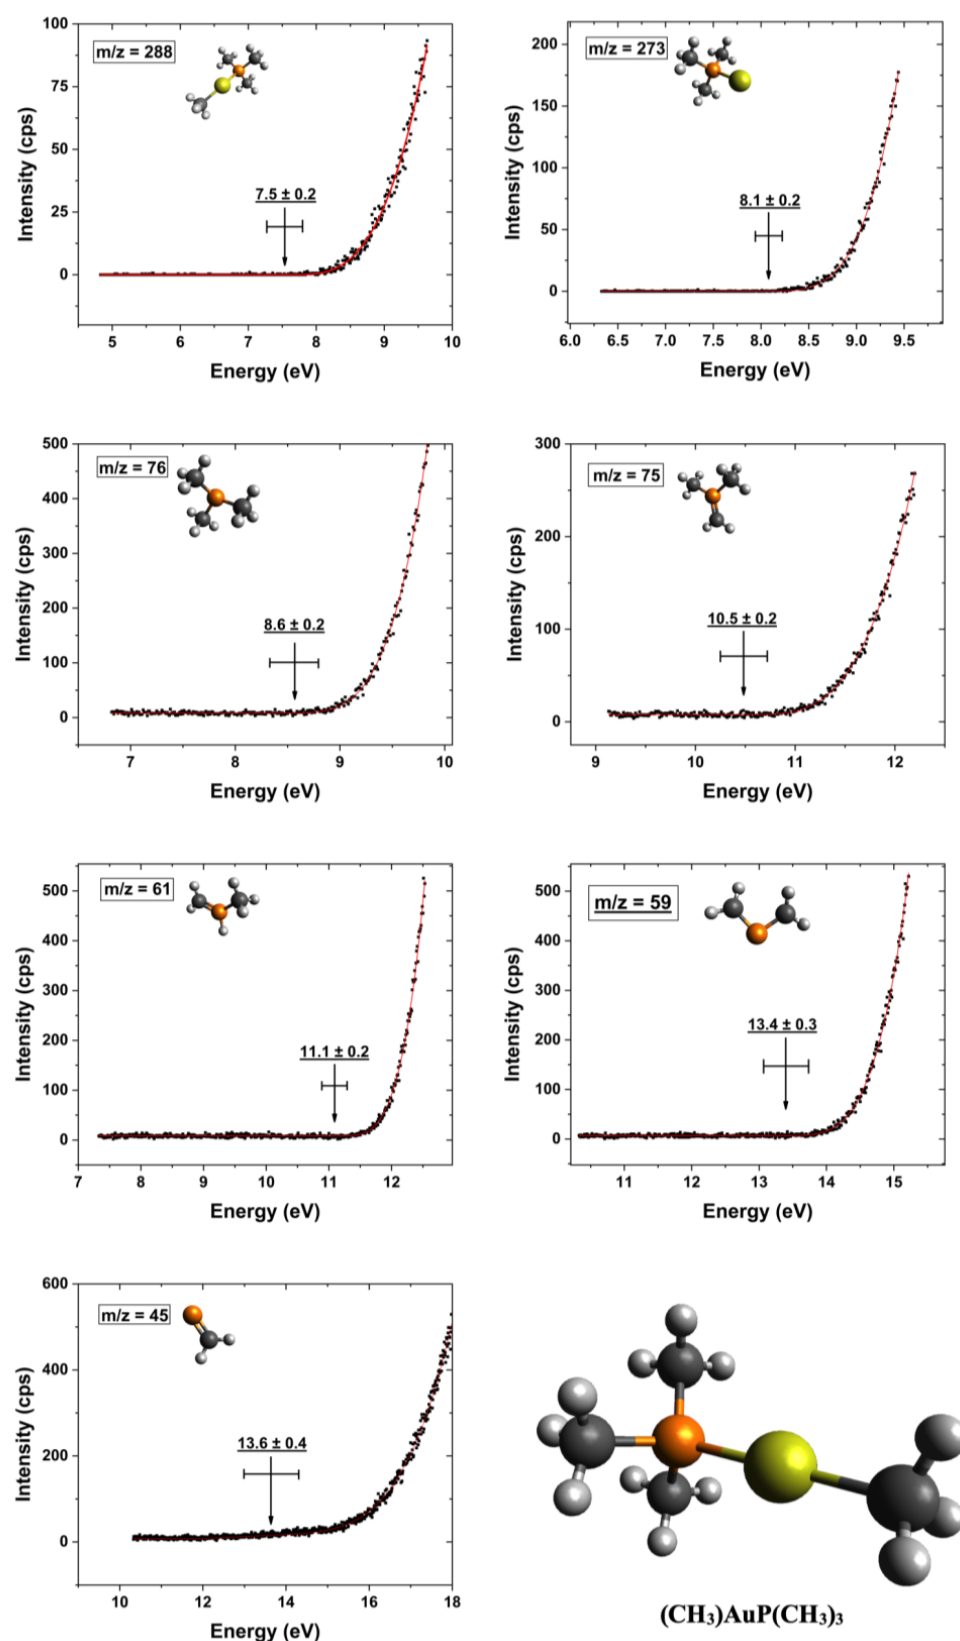 m/z = 288
7.5 ± 0.2
Intensity (cps)
100
75
50
25
0
5 6 7 8 9 10
Energy (eV)
m/z = 273
8.1 ± 0.2
Intensity (cps)
200
150
100
50
0
6.0 6.5 7.0 7.5 8.0 8.5 9.0 9.5
Energy (eV)
m/z = 76
8.6 ± 0.2
Intensity (cps)
500
400
300
200
100
0
7 8 9 10
Energy (eV)
m/z = 75
10.5 ± 0.2
Intensity (cps)
300
200
100
0
9 10 11 12
Energy (eV)
m/z = 61
11.1 ± 0.2
Intensity (cps)
500
400
300
200
100
0
7 8 9 10 11 12
Energy (eV)
m/z = 59
13.4 ± 0.3
Intensity (cps)
500
400
300
200
100
0
11 12 13 14 15
Energy (eV)
m/z = 45
13.6 ± 0.4
Intensity (cps)
600
400
200
0
10 12 14 16 18
Energy (eV)
(CH₃)AuP(CH₃)₃